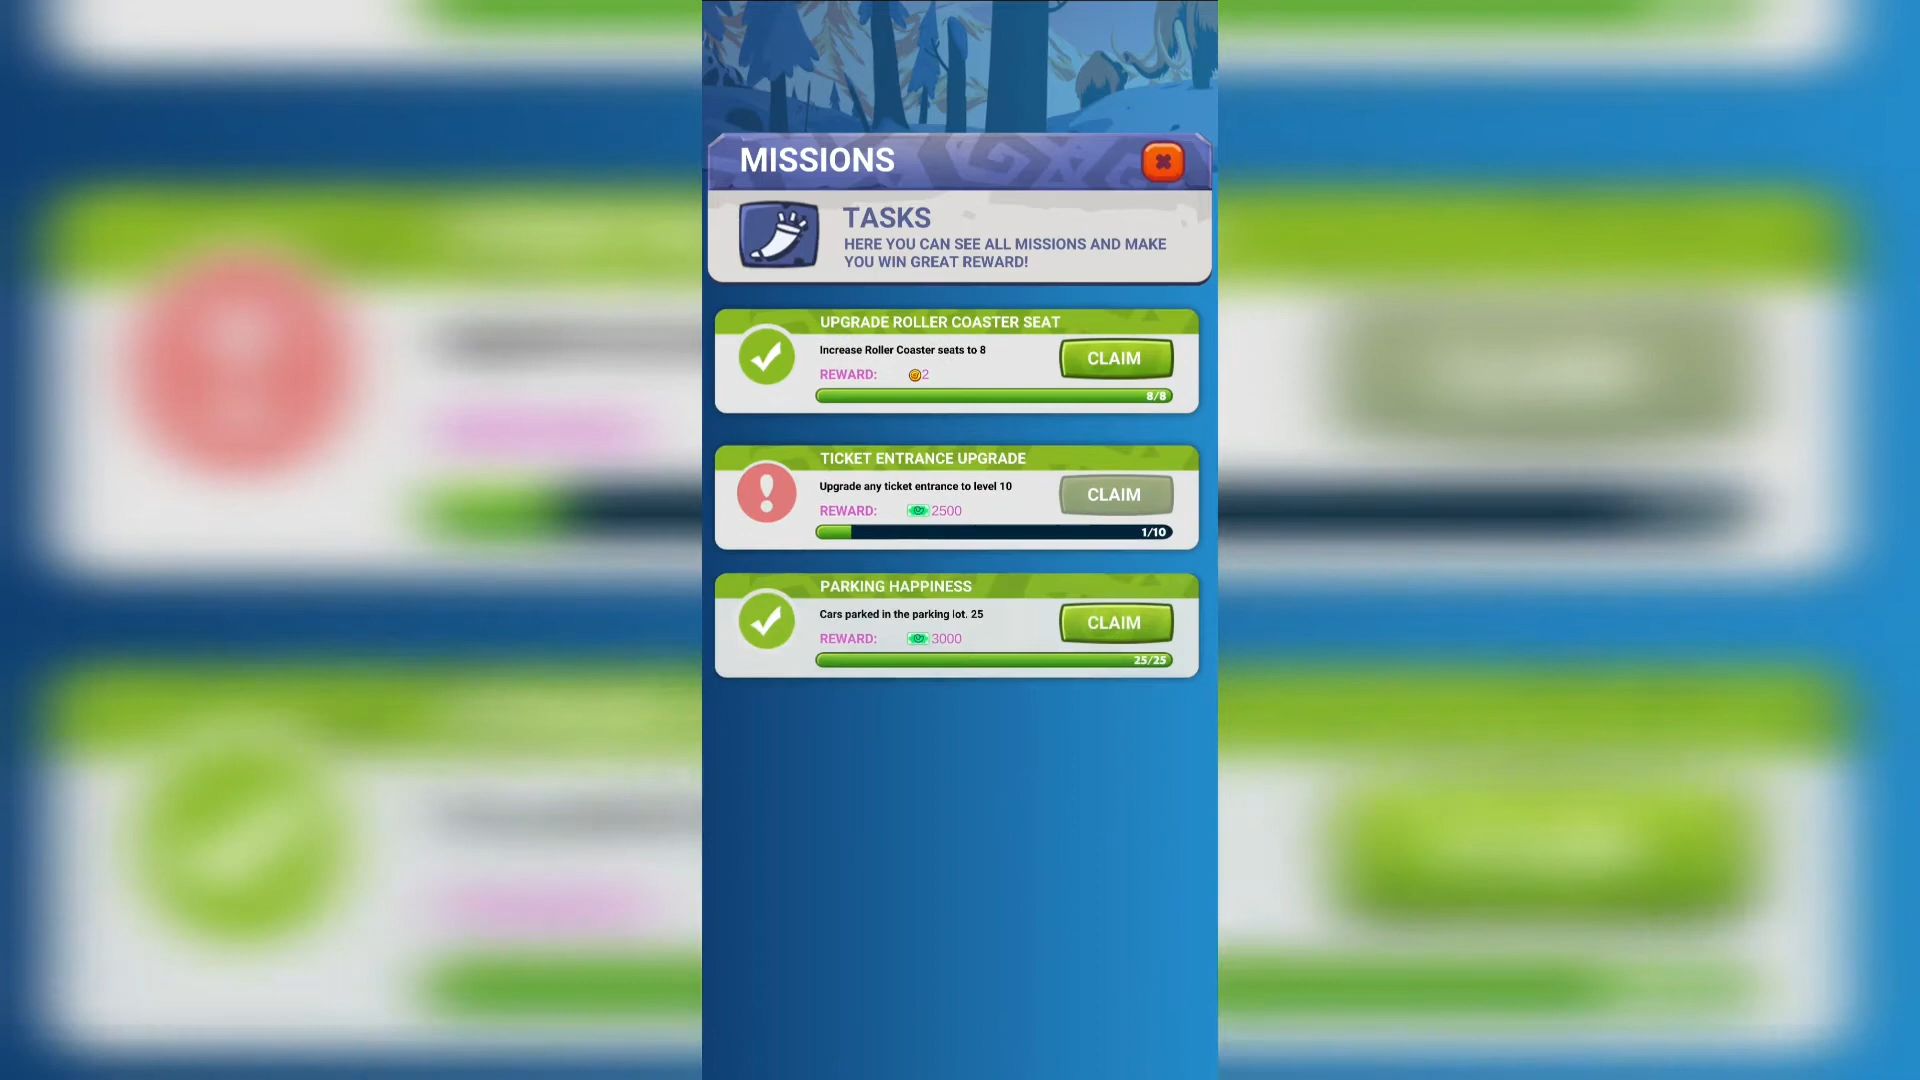 MISSIONS
TASKS
HERE YOU CAN SEE ALL MISSIONS AND MAKE
YOU WIN GREAT REWARD!
UPGRADE ROLLER COASTER SEAT
Increase Roller Coaster seats to 8
CLAIM
REWARD: 2
8/8
TICKET ENTRANCE UPGRADE
Upgrade any ticket entrance to level 10
CLAIM
REWARD: 2500
1/10
PARKING HAPPINESS
Cars parked in the parking lot. 25
CLAIM
REWARD: 3000
25/25